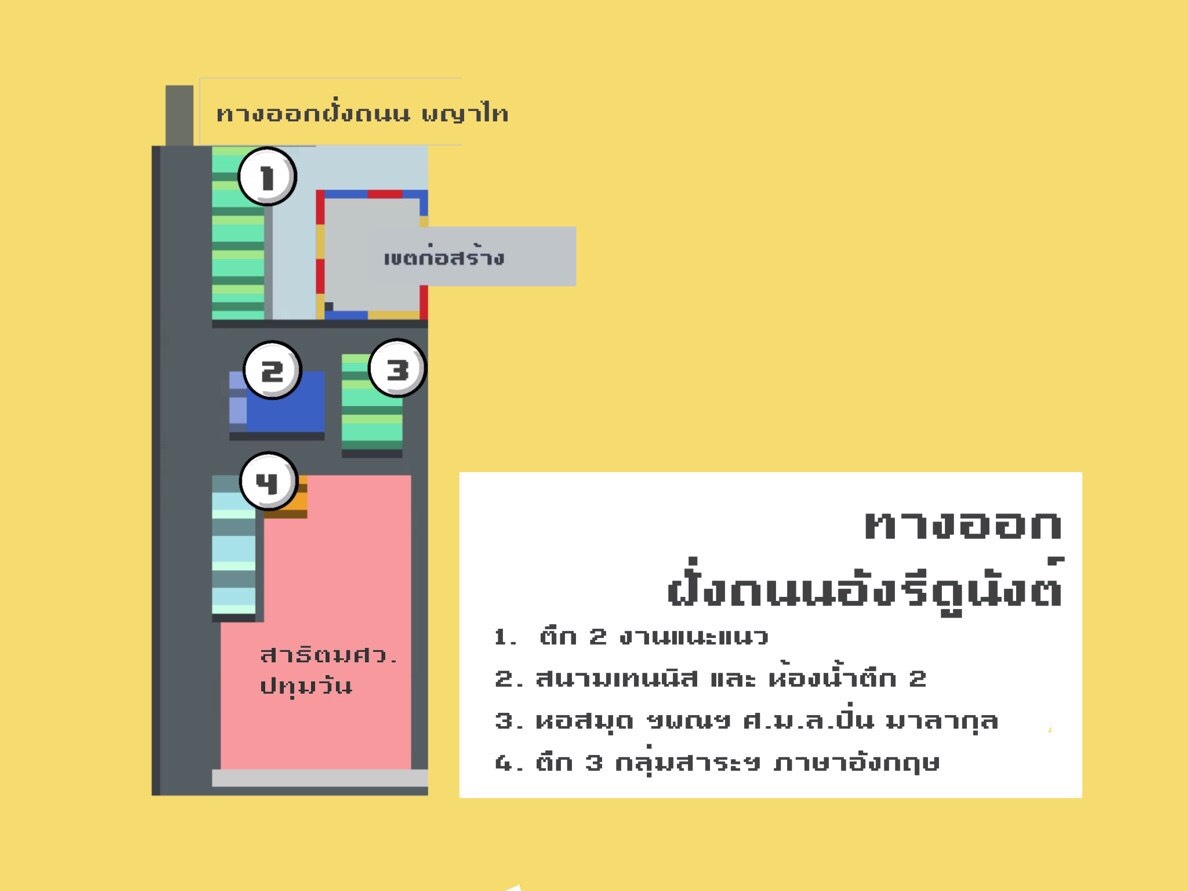 ทางออกฝั่งถนน พญาไท
1
เขตก่อสร้าง
2
3
4
สาธิตมศว.
ปทุมวัน
ทางออก
ฝั่งถนนอังรีดูนังต์
1. ตึก 2 งานแนะแนว
2. สนามเทนนิส และ ห้องน้ำตึก 2
3. หอสมุด ฯพณฯ ศ.ม.ล.ปิ่น มาลากุล
4. ตึก 3 กลุ่มสาระฯ ภาษาอังกฤษ